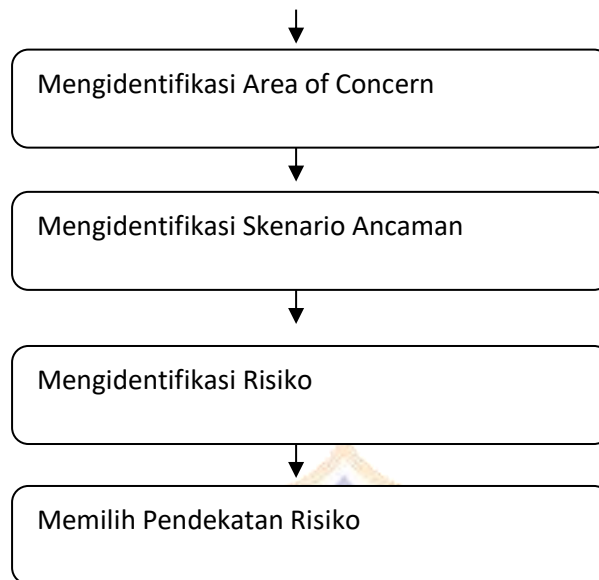 Mengidentifikasi Area of Concern
Mengidentifikasi Skenario Ancaman
Mengidentifikasi Risiko
Memilih Pendekatan Risiko